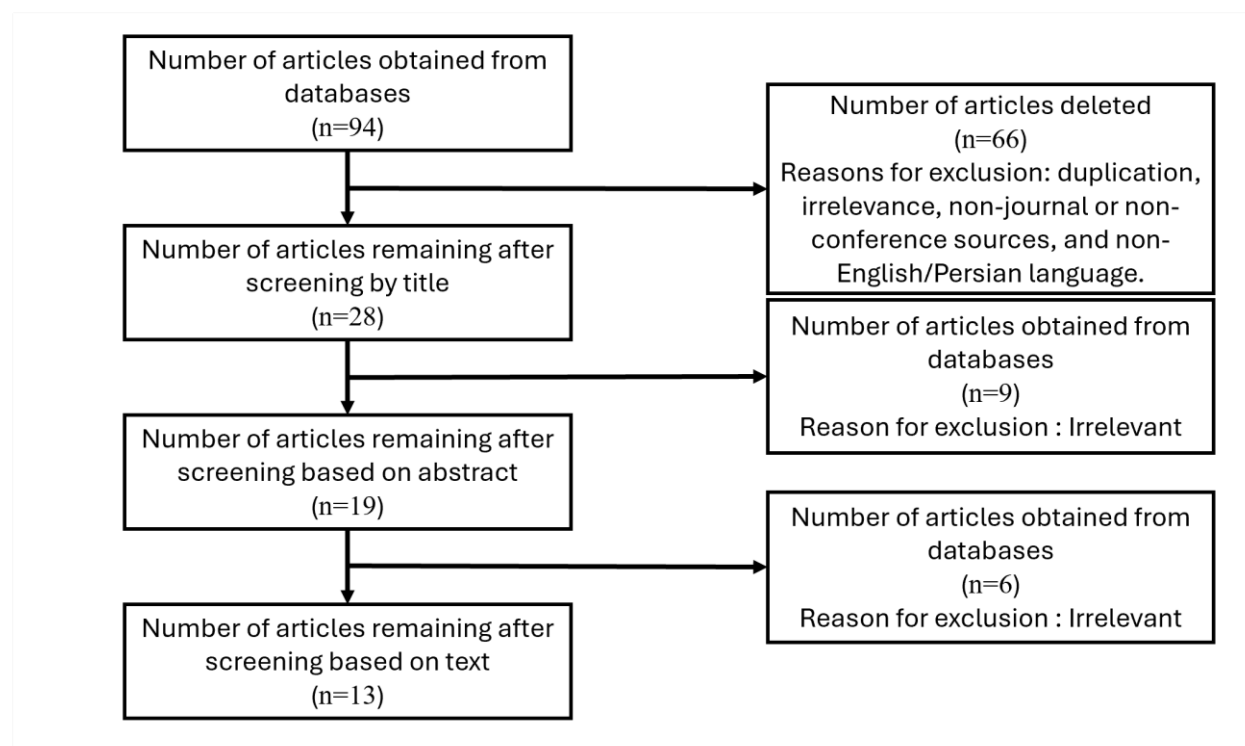 Number of articles obtained from
databases
(n=94)
Number of articles deleted
(n=66)
Reasons for exclusion: duplication,
irrelevance, non-journal or non-
conference sources, and non-
English/Persian language.
Number of articles remaining after
screening by title
(n=28)
Number of articles obtained from
databases
(n=9)
Reason for exclusion : Irrelevant
Number of articles remaining after
screening based on abstract
(n=19)
Number of articles obtained from
databases
(n=6)
Reason for exclusion : Irrelevant
Number of articles remaining after
screening based on text
(n=13)